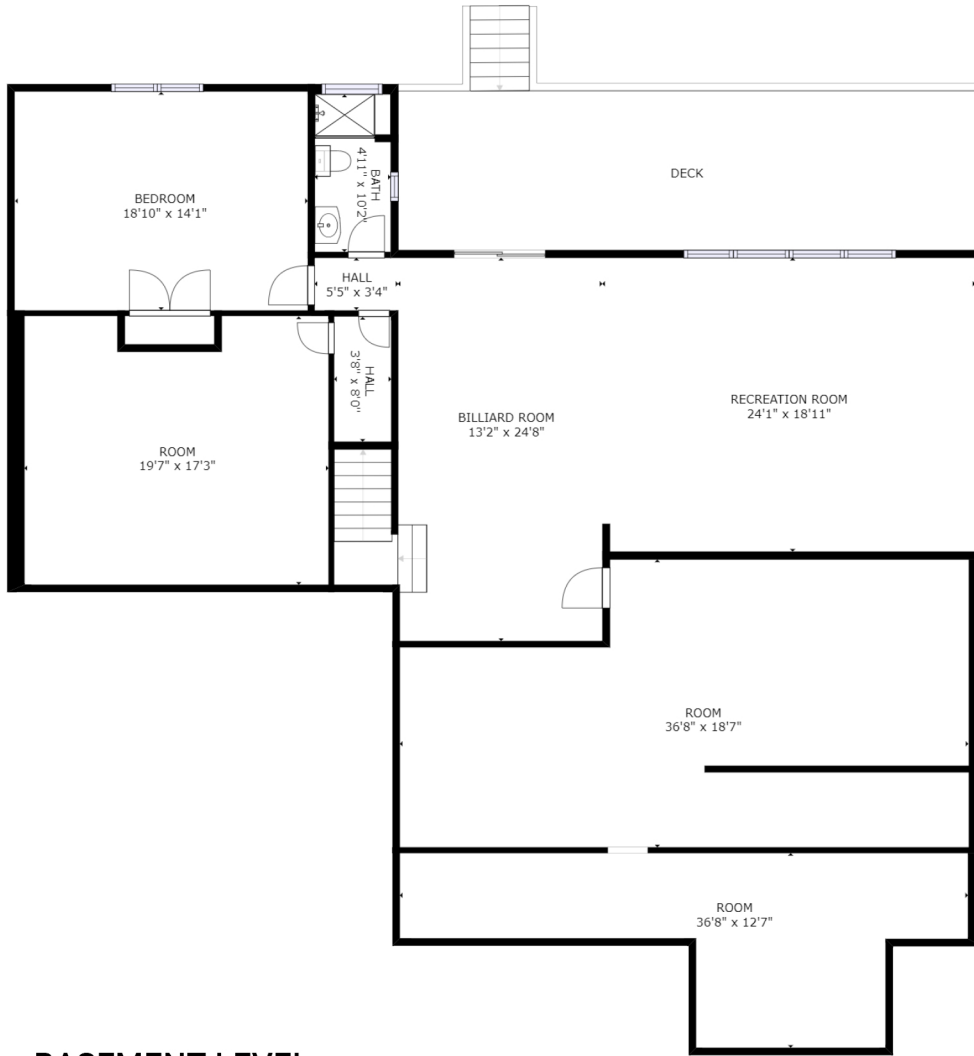 DECK
BATH
4'11" x 10'2"
BEDROOM
18'10" x 14'1"
HALL
5'5" x 3'4"
HALL
3'8" x 8'0"
RECREATION ROOM
24'1" x 18'11"
BILLIARD ROOM
13'2" x 24'8"
ROOM
19'7" x 17'3"
ROOM
36'8" x 18'7"
ROOM
36'8" x 12'7"
BASEMENT LEVEL